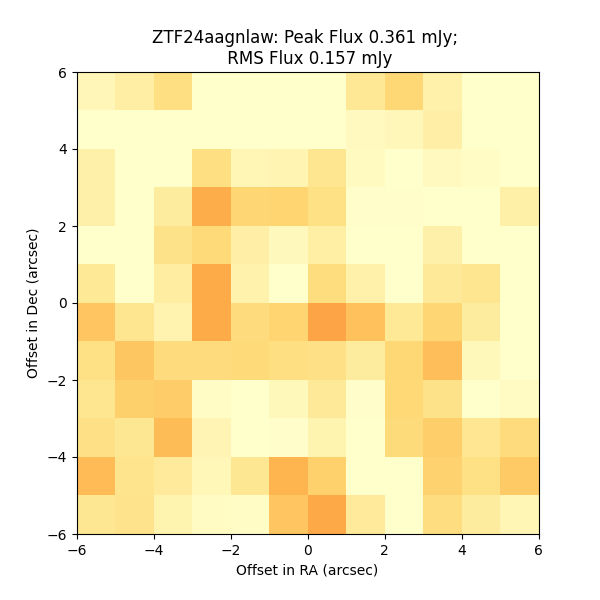 ZTF24aagnlaw: Peak Flux 0.361 mJy;
RMS Flux 0.157 mJy
6
4
2
0
−2
−4
−6
Offset in Dec (arcsec)
−6 −4 −2 0 2 4 6
Offset in RA (arcsec)